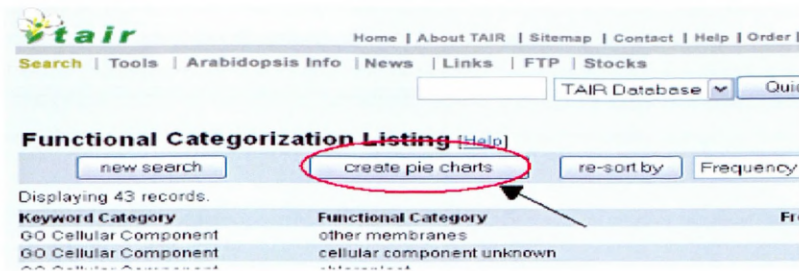 tair
Home | About TAIR | Sitemap | Contact | Help | Order |
Search | Tools | Arabidopsis Info | News | Links | FTP | Stocks
TAIR Database
Functional Categorization Listing [Help]
new search create pie charts re-sort by Frequency
Displaying 43 records.
Keyword Category Functional Category
GO Cellular Component other membranes
GO Cellular Component cellular component unknown